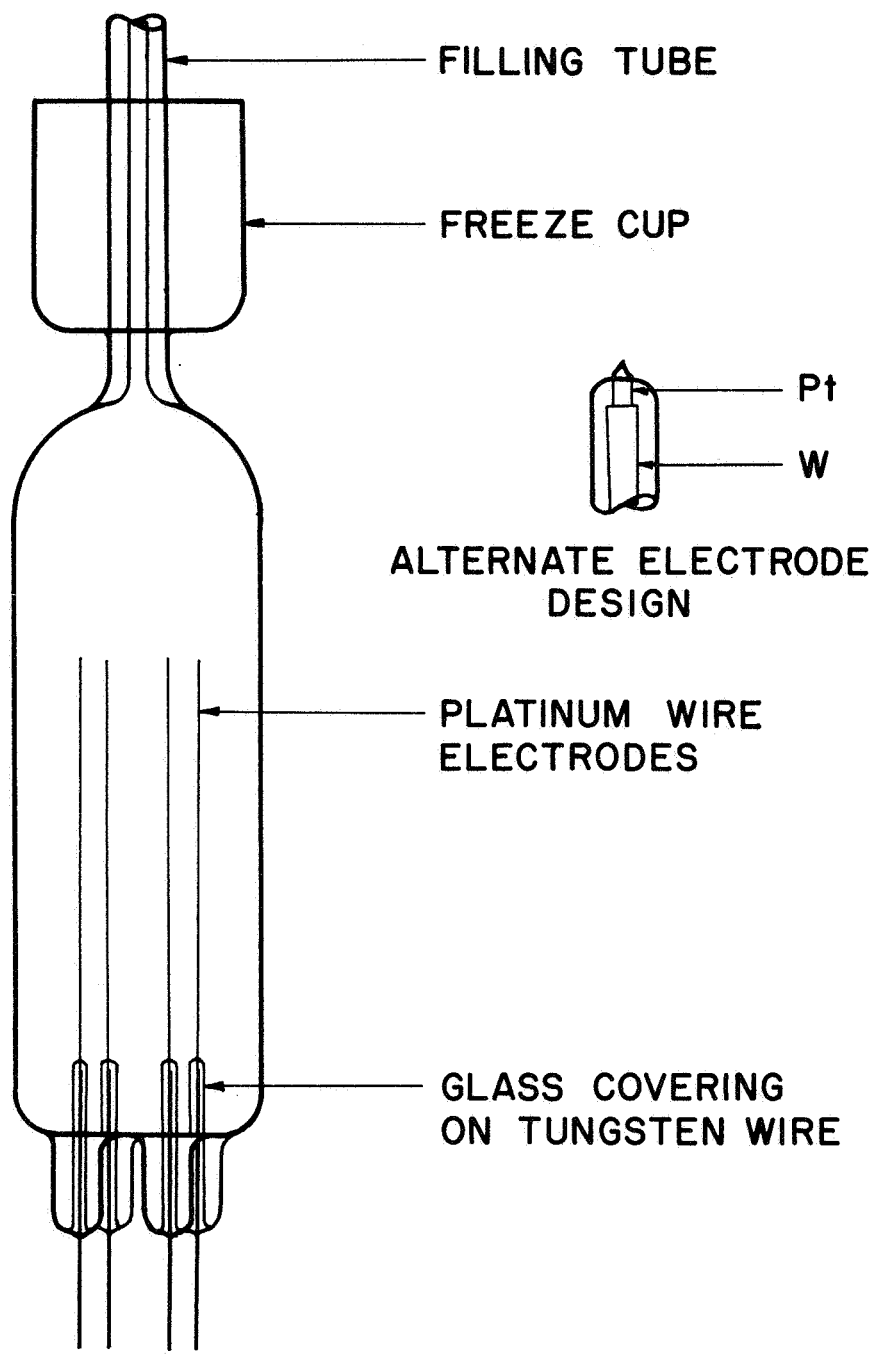 FILLING TUBE
FREEZE CUP
Pt
W
ALTERNATE ELECTRODE
DESIGN
PLATINUM WIRE
ELECTRODES
GLASS COVERING
ON TUNGSTEN WIRE